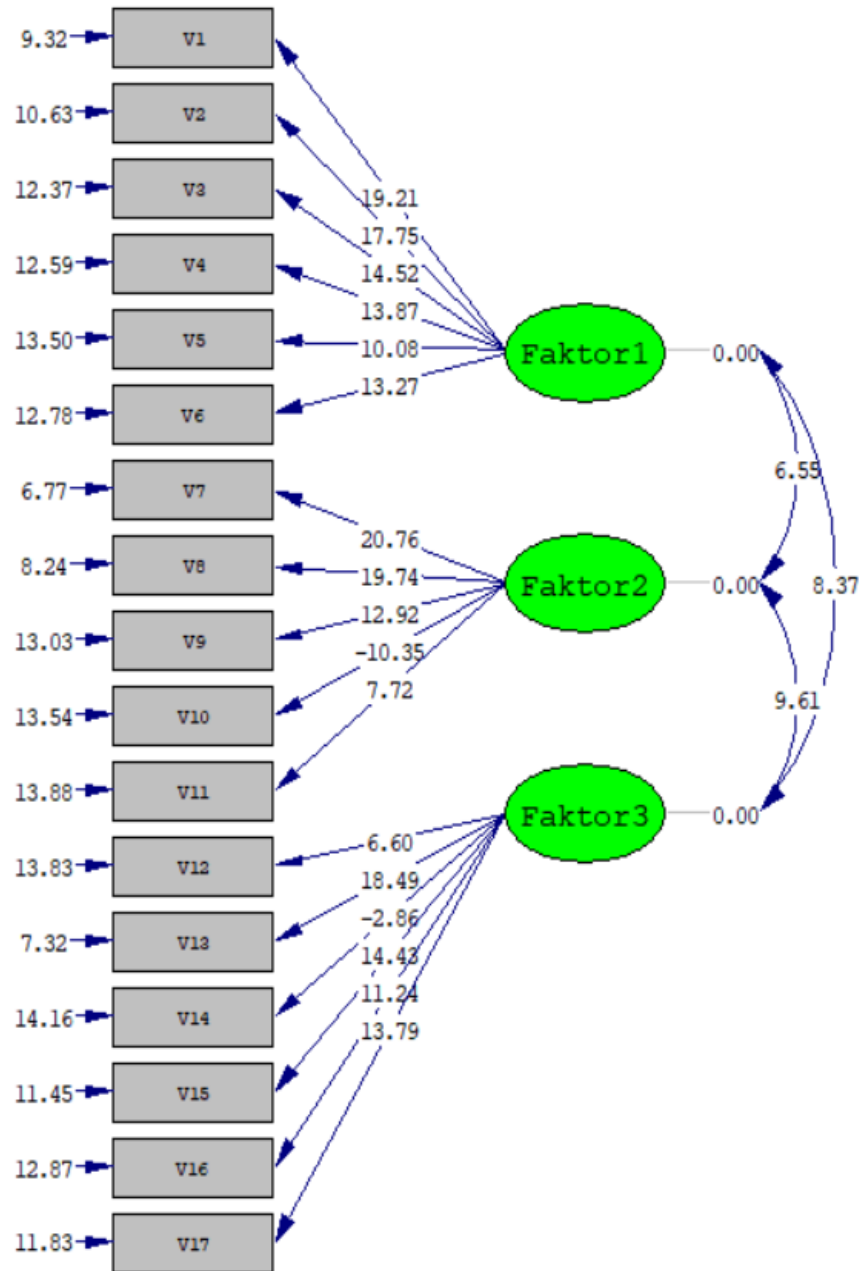 9.32 V1
10.63 V2
12.37 V3
12.59 V4
13.50 V5
12.78 V6
6.77 V7
8.24 V8
13.03 V9
13.54 V10
13.88 V11
13.83 V12
7.32 V13
14.16 V14
11.45 V15
12.87 V16
11.83 V17
19.21
17.75
14.52
13.87
10.08
13.27
20.76
19.74
12.92
-10.35
7.72
6.60
18.49
-2.86
14.43
11.24
13.79
Faktor1 0.00
Faktor2 0.00
Faktor3 0.00
6.55
8.37
9.61